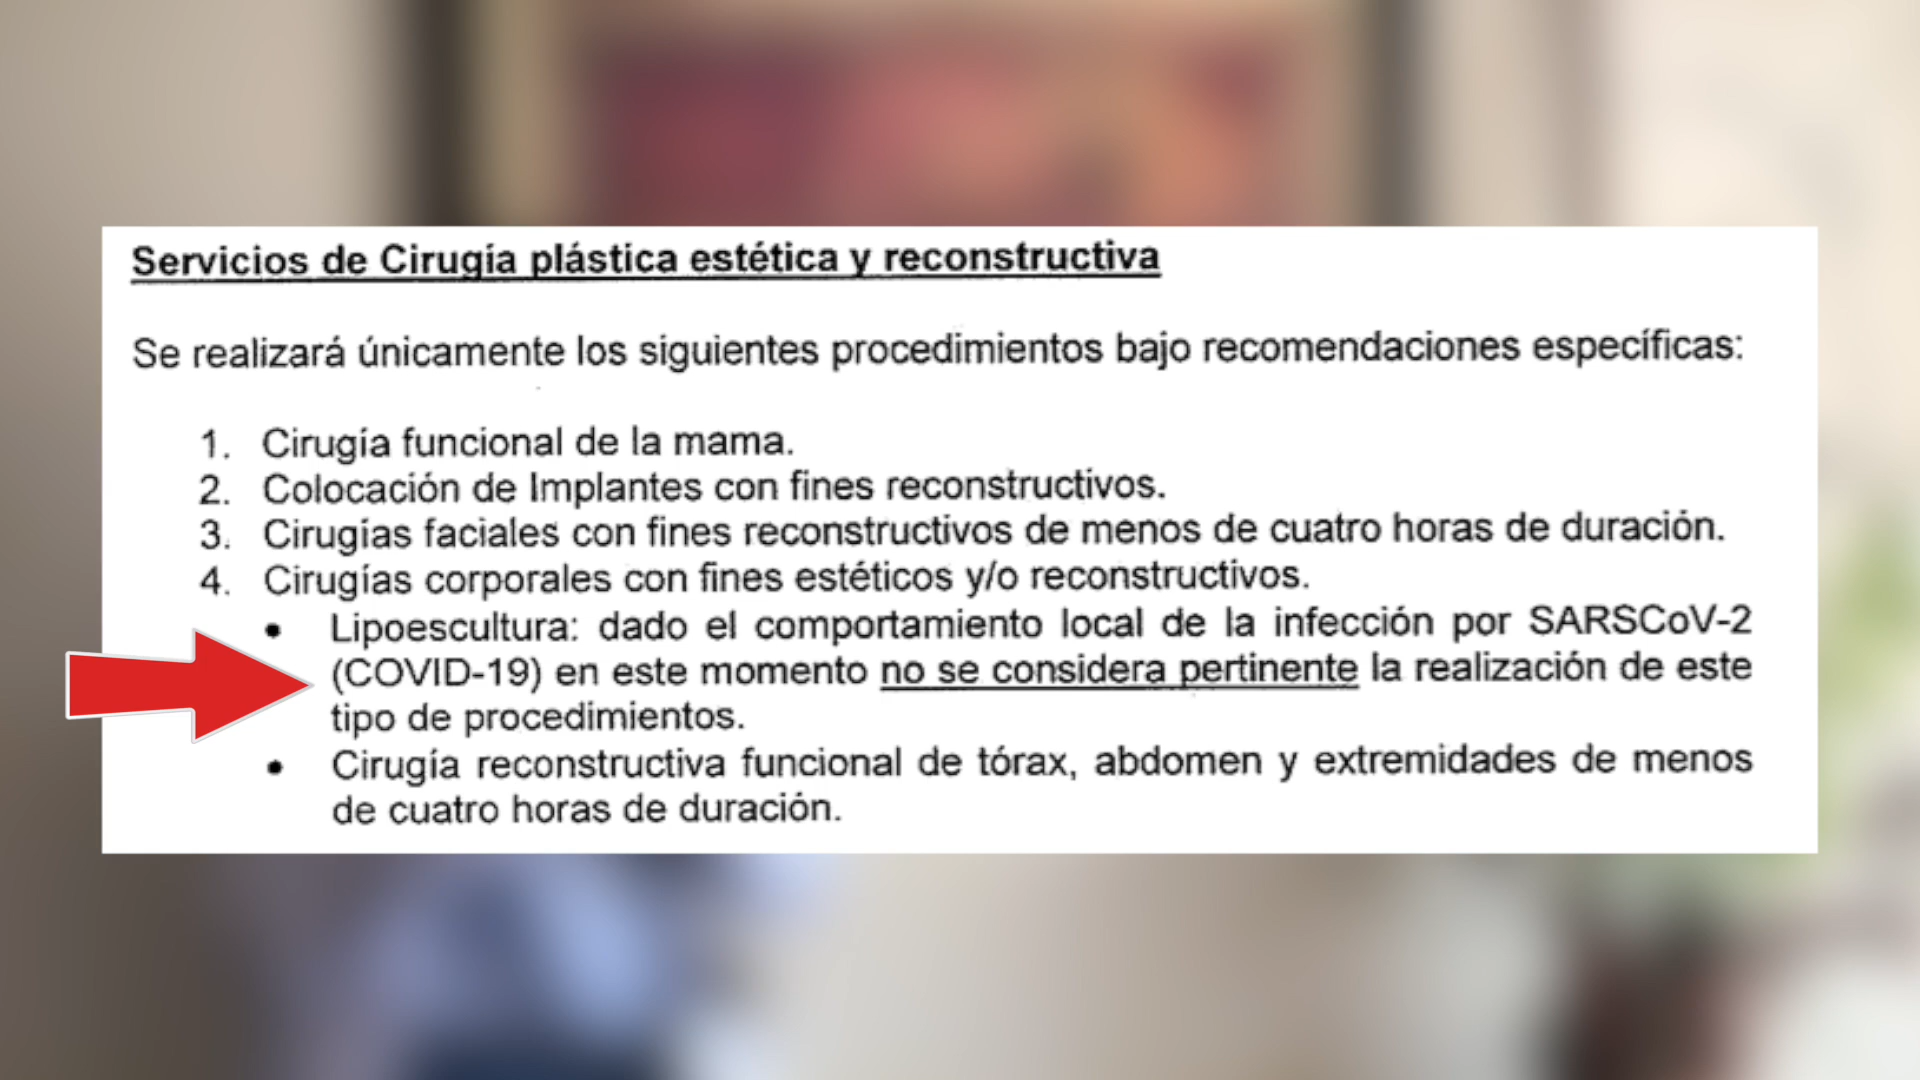 Servicios de Cirugía plástica estética y reconstructiva
Se realizará únicamente los siguientes procedimientos bajo recomendaciones específicas:
1. Cirugía funcional de la mama.
2. Colocación de Implantes con fines reconstructivos.
3. Cirugías faciales con fines reconstructivos de menos de cuatro horas de duración.
4. Cirugías corporales con fines estéticos y/o reconstructivos.
• Lipoescultura: dado el comportamiento local de la infección por SARSCoV-2
(COVID-19) en este momento no se considera pertinente la realización de este
tipo de procedimientos.
• Cirugía reconstructiva funcional de tórax, abdomen y extremidades de menos
de cuatro horas de duración.